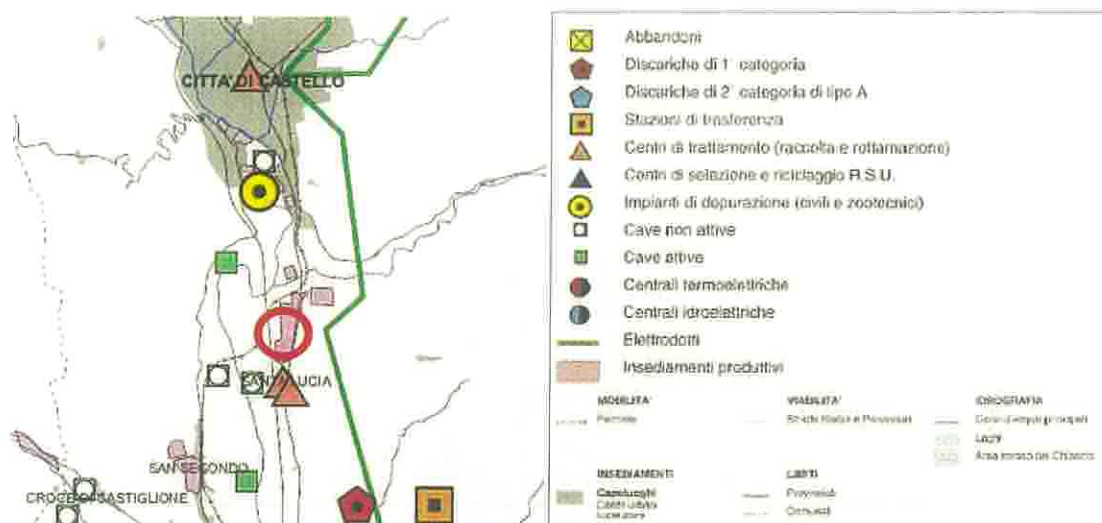 CITTA' DI CASTELLO
SANTA LUCIA
SAN SECONDO
CROCE DI CASTIGLIONE
Abbandoni
Discariche di 1° categoria
Discariche di 2° categoria di tipo A
Stazioni di trasferenza
Centri di trattamento (raccolta e rottamazione)
Centri di selezione e riciclaggio R.S.U.
Impianti di depurazione (civili e zootecnici)
Cave non attive
Cave attive
Centrali termoelettriche
Centrali idroelettriche
Elettrodotti
Insediamenti produttivi
MOBILITA'
VIABILITA'
IDROGRAFIA
Ferrovie
Corsi d'acqua principali
Laghi
INSEDIAMENTI
LIMITI
Capoluoghi
Provinciali
Comunali